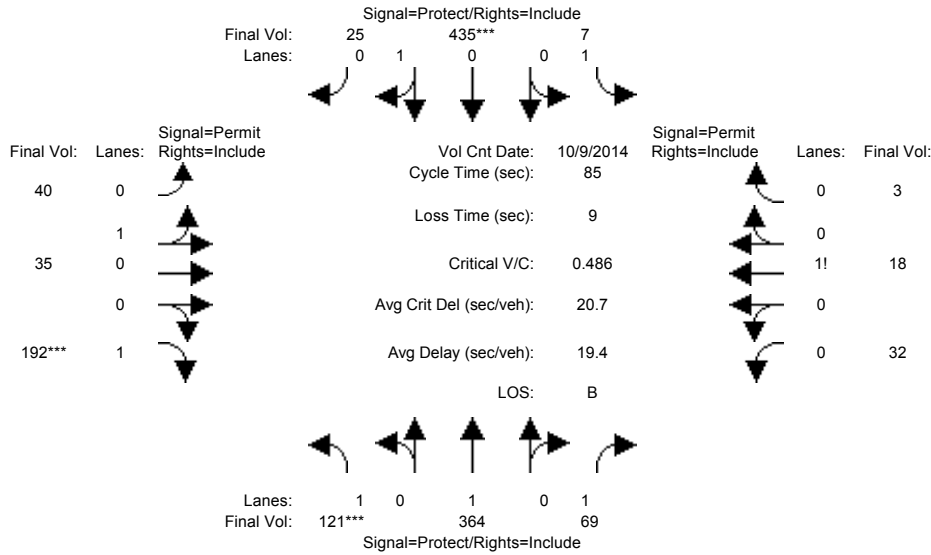 Signal=Protect/Rights=Include
Final Vol: 25 435*** 7
Lanes: 0 1 0 0 1
Signal=Permit Signal=Permit
Final Vol: Lanes: Rights=Include Vol Cnt Date: 10/9/2014 Rights=Include Lanes: Final Vol:
Cycle Time (sec): 85
40 0 0 3
Loss Time (sec): 9
1 0
35 0 Critical V/C: 0.486 1! 18
0 Avg Crit Del (sec/veh): 20.7 0
192*** 1 Avg Delay (sec/veh): 19.4 0 32
LOS: B
Lanes: 1 0 1 0 1
Final Vol: 121*** 364 69
Signal=Protect/Rights=Include